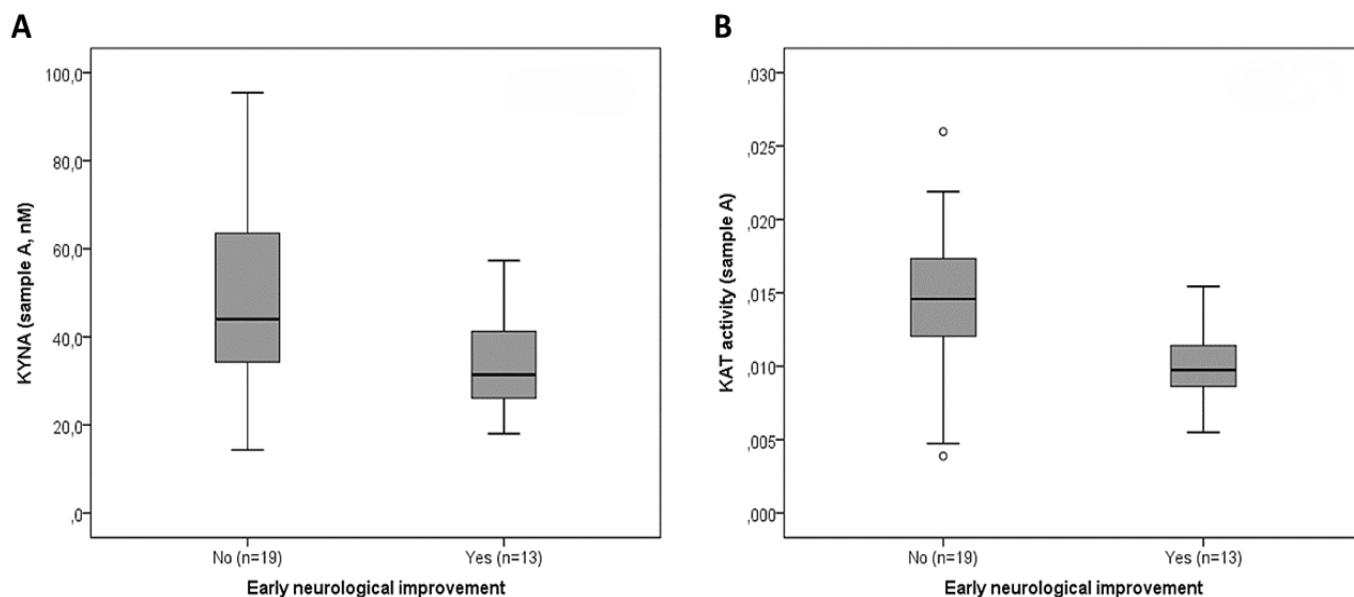 A
100,0
80,0
60,0
40,0
20,0
,0
KYNA (sample A, nM)
No (n=19)
Yes (n=13)
Early neurological improvement
B
,030
,025
,020
,015
,010
,005
,000
KAT activity (sample A)
No (n=19)
Yes (n=13)
Early neurological improvement